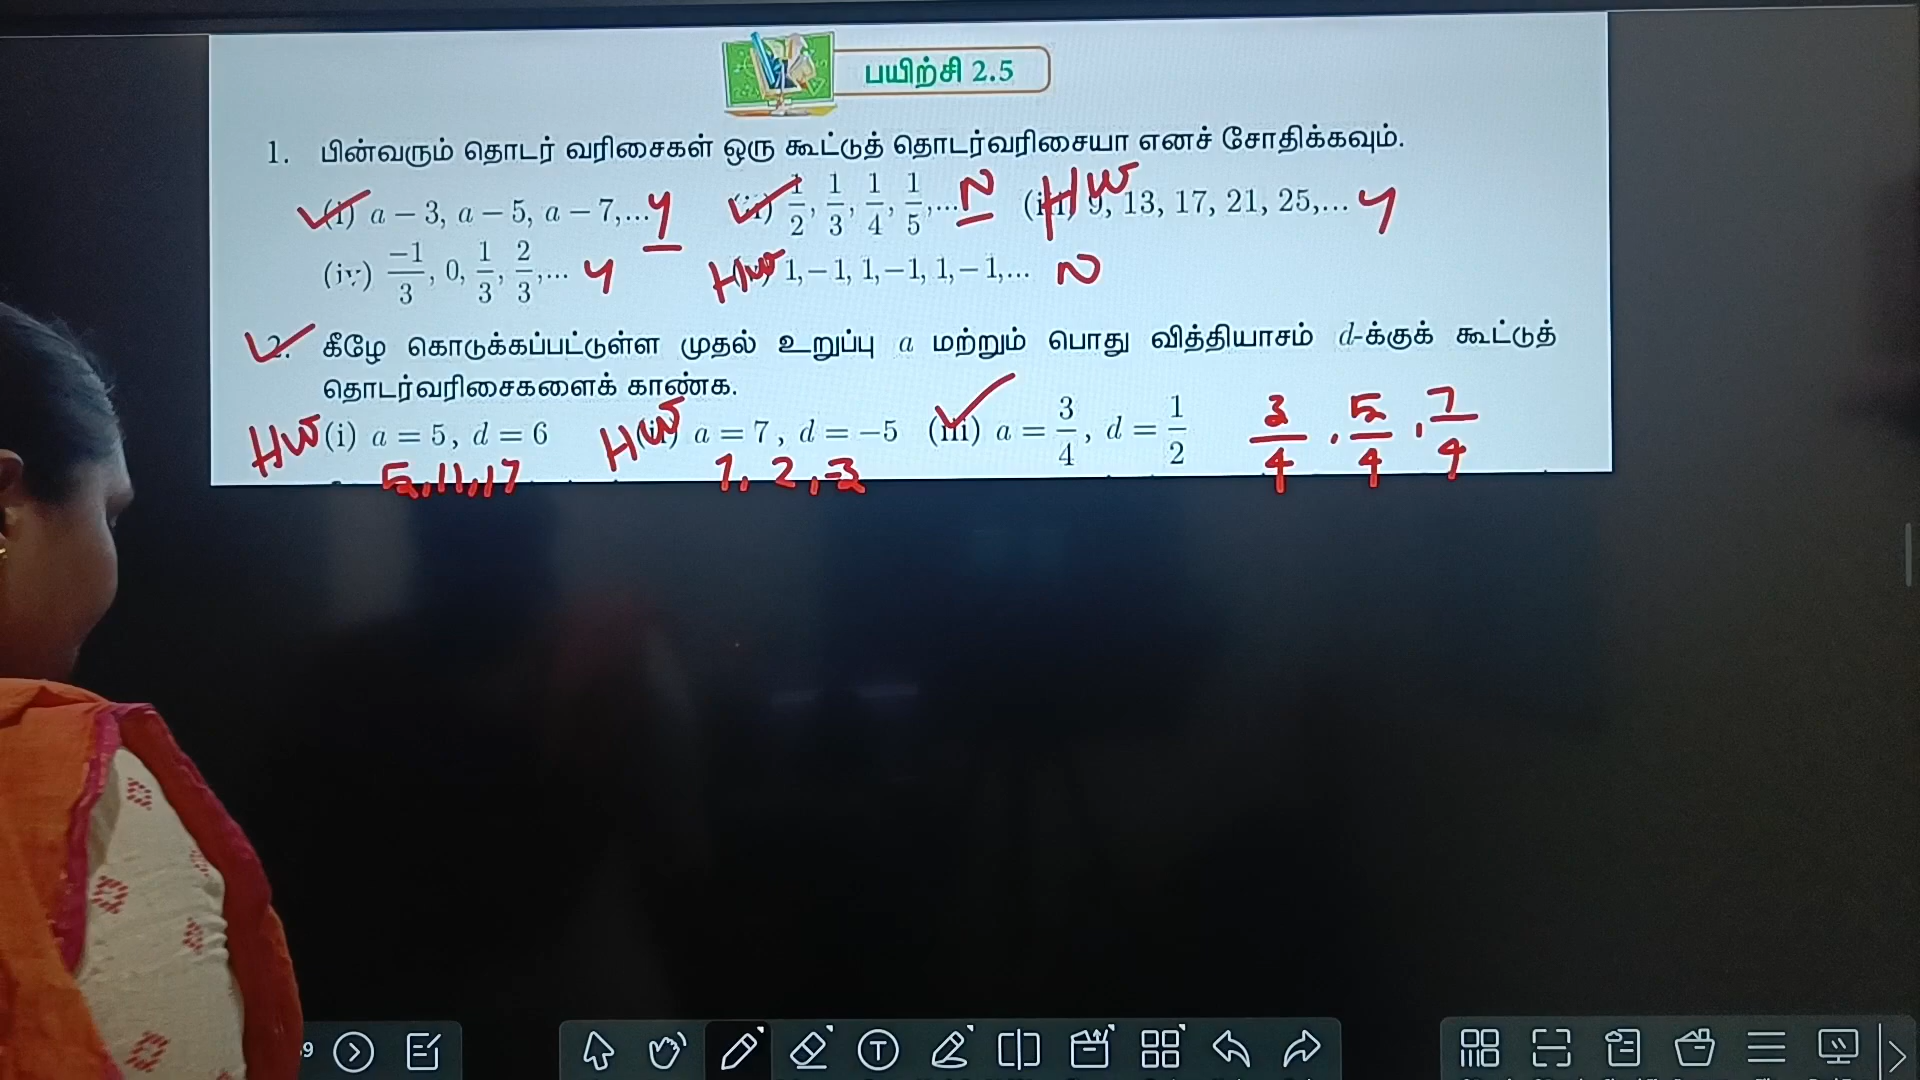 பயிற்சி 2.5
1. பின்வரும் தொடர் வரிசைகள் ஒரு கூட்டுத் தொடர்வரிசையா எனச் சோதிக்கவும்.
(i) a − 3, a − 5, a − 7,... y (ii) 1/2, 1/3, 1/4, 1/5,... N HW 9, 13, 17, 21, 25,... y
(iv) −1/3, 0, 1/3, 2/3,... y HW 1, −1, 1, −1, 1, −1,... N
2. கீழே கொடுக்கப்பட்டுள்ள முதல் உறுப்பு a மற்றும் பொது வித்தியாசம் d-க்குக் கூட்டுத்
தொடர்வரிசைகளைக் காண்க.
HW (i) a = 5, d = 6 HW (ii) a = 7, d = −5 (iii) a = 3/4, d = 1/2 3/4, 5/4, 7/4
5, 11, 17 7, 2, -3